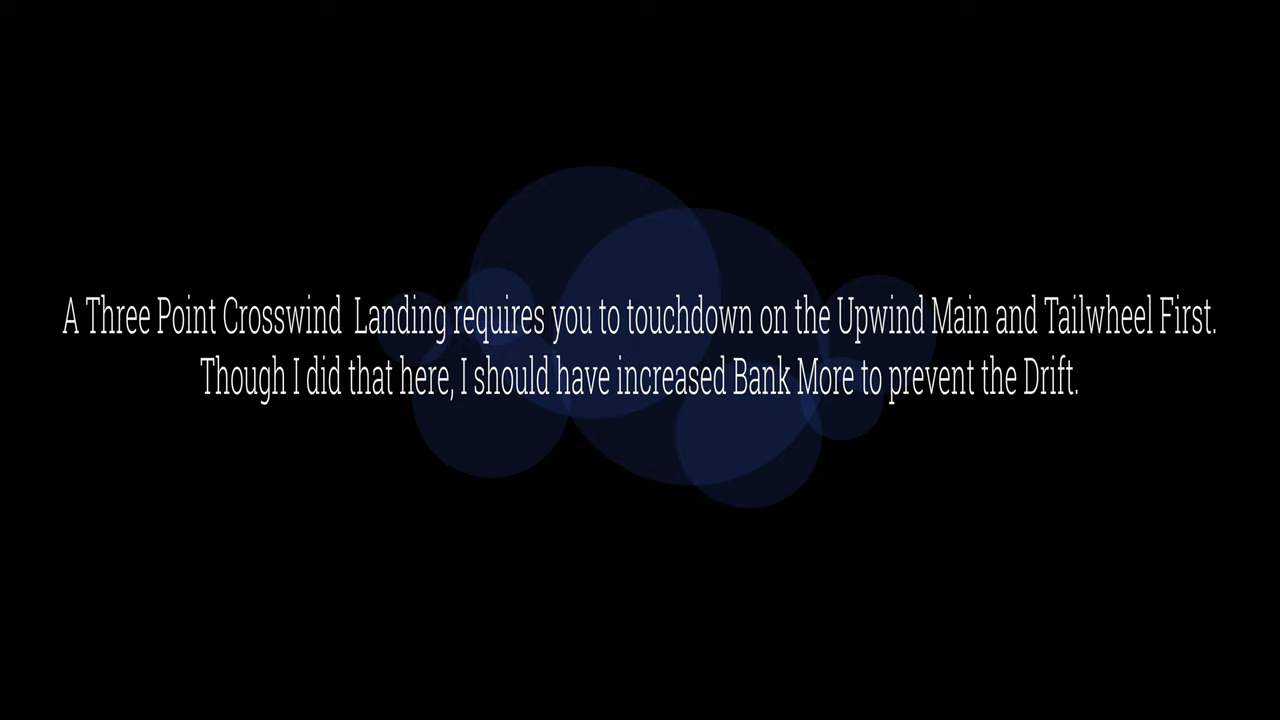 A Three Point Crosswind  Landing requires you to touchdown on the Upwind Main and Tailwheel First.
Though I did that here, I should have increased Bank More to prevent the Drift.